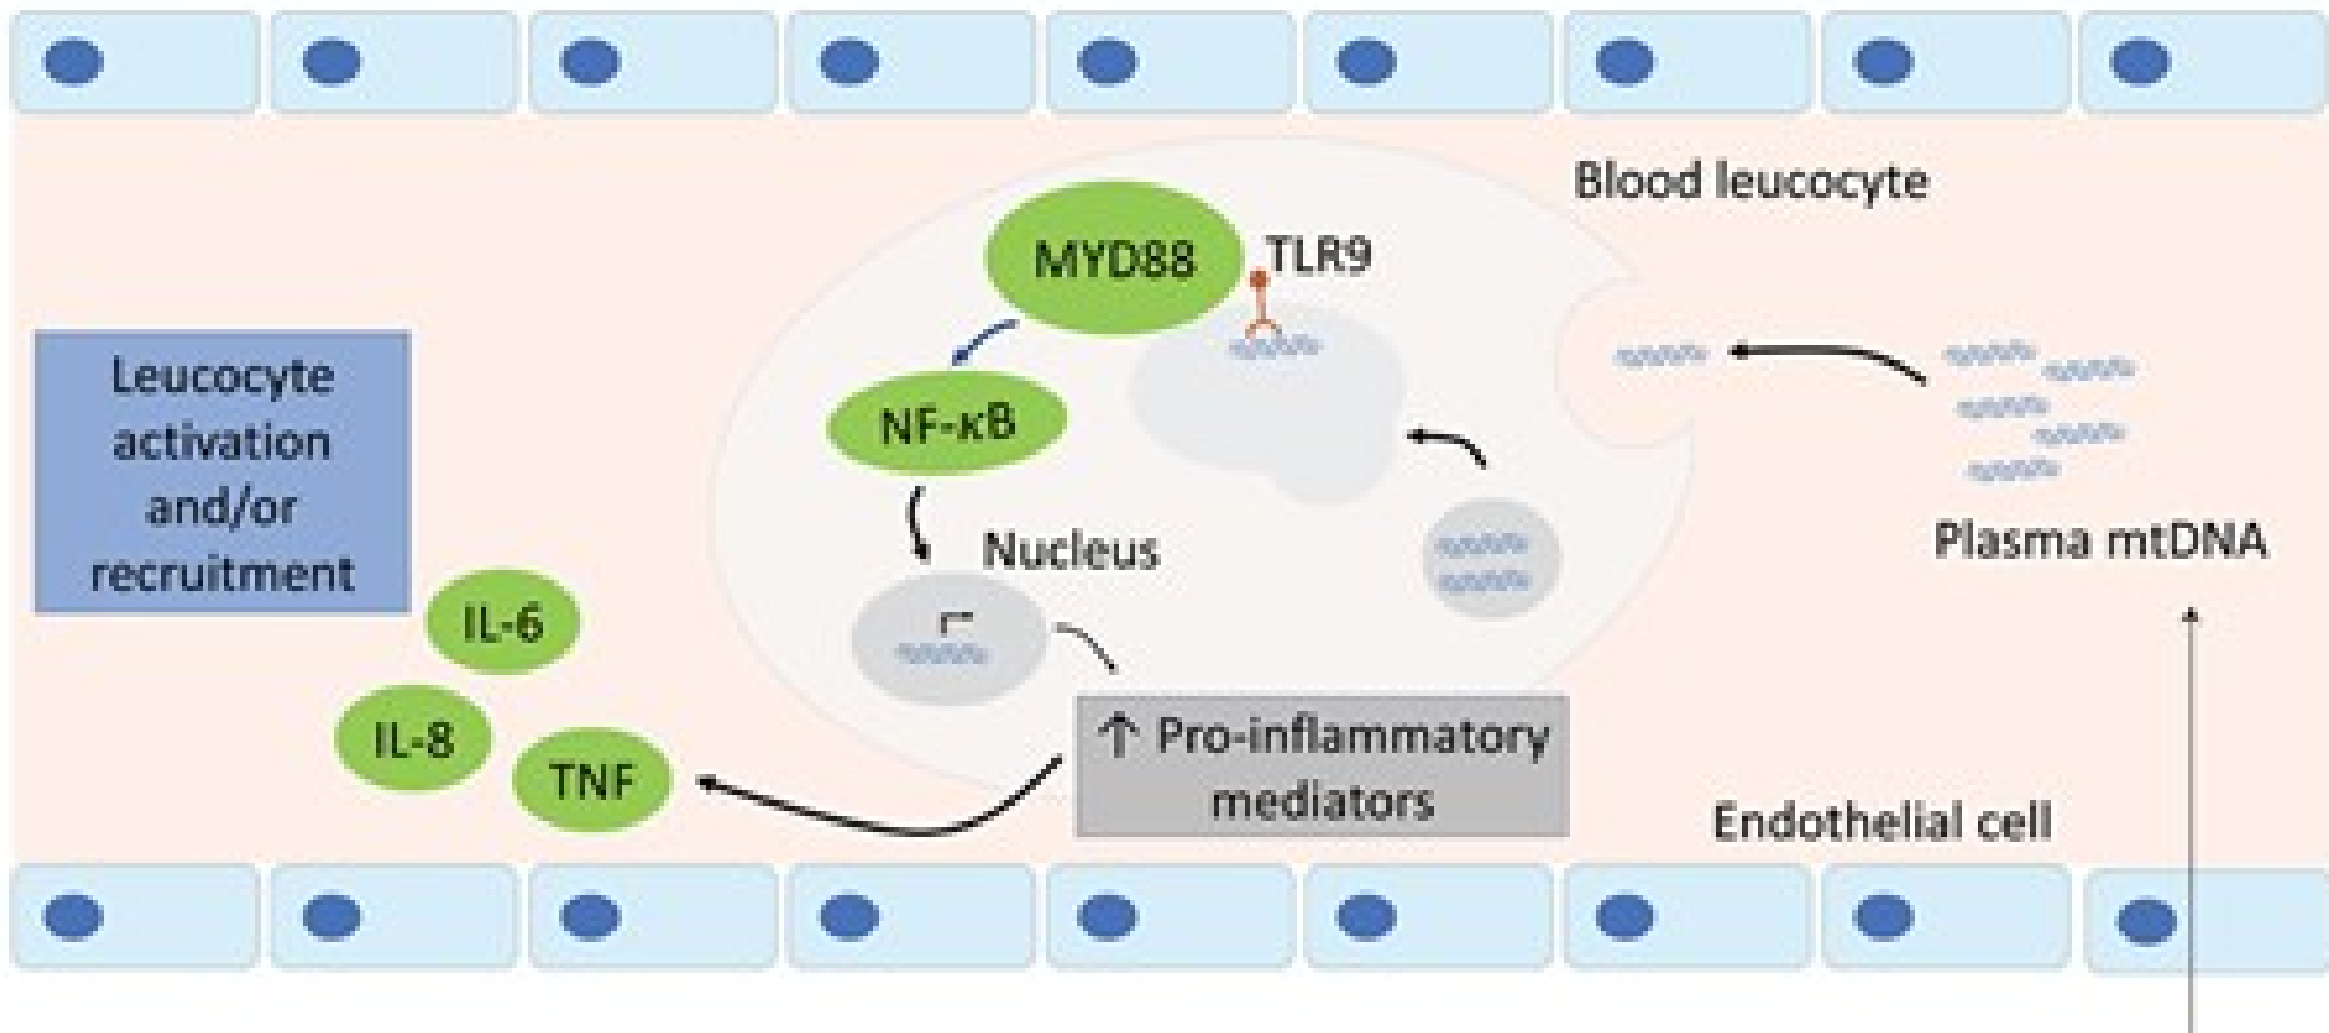 Blood leucocyte
MYD88
TLR9
Leucocyte
activation
and/or
recruitment
NF-κB
Plasma mtDNA
Nucleus
IL-6
IL-8
TNF
↑ Pro-inflammatory
mediators
Endothelial cell